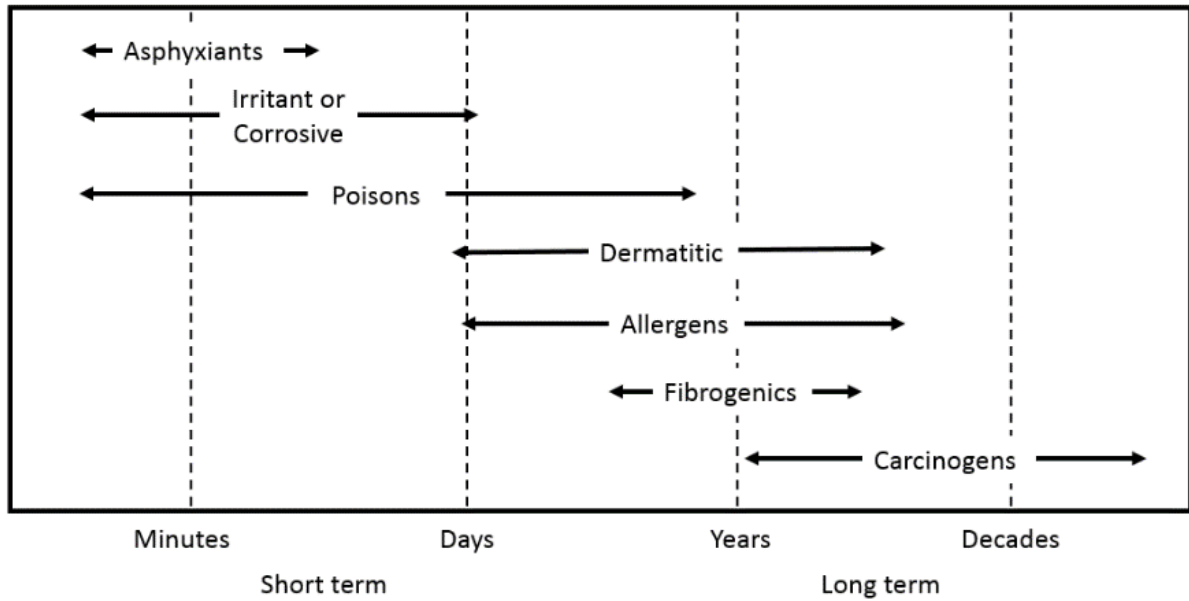 Asphyxiants
Irritant or
Corrosive
Poisons
Dermatitic
Allergens
Fibrogenics
Carcinogens
Minutes Days Years Decades
Short term Long term